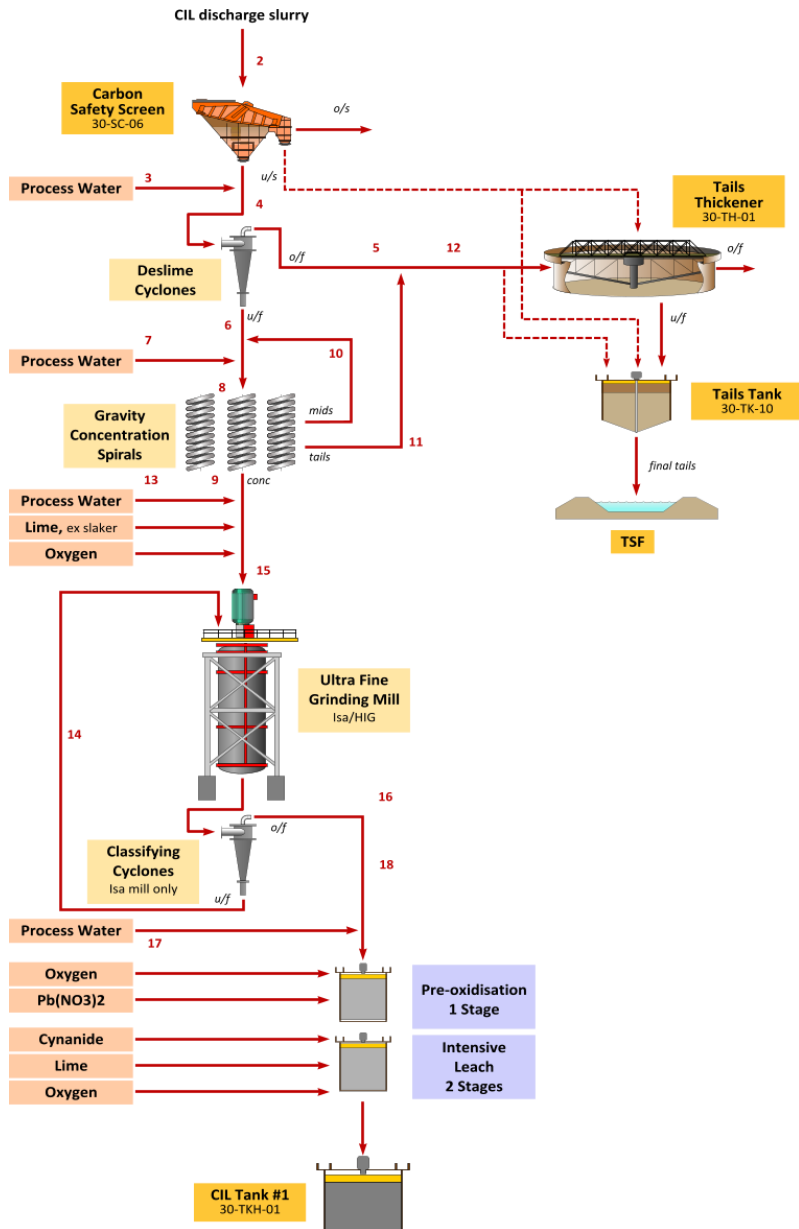 CIL discharge slurry
2
Carbon
Safety Screen
30-SC-06
o/s
u/s
Process Water
3
4
Tails
Thickener
30-TH-01
o/f
5
12
o/f
Deslime
Cyclones
u/f
u/f
6
7
Process Water
10
8
mids
Gravity
Concentration
Spirals
tails
11
Tails Tank
30-TK-10
final tails
TSF
13
9
conc
Process Water
Lime, ex slaker
Oxygen
15
Ultra Fine
Grinding Mill
Isa/HIG
14
16
o/f
Classifying
Cyclones
Isa mill only
18
u/f
Process Water
17
Oxygen
Pb(NO3)2
Pre-oxidisation
1 Stage
Cynanide
Lime
Oxygen
Intensive
Leach
2 Stages
CIL Tank #1
30-TKH-01